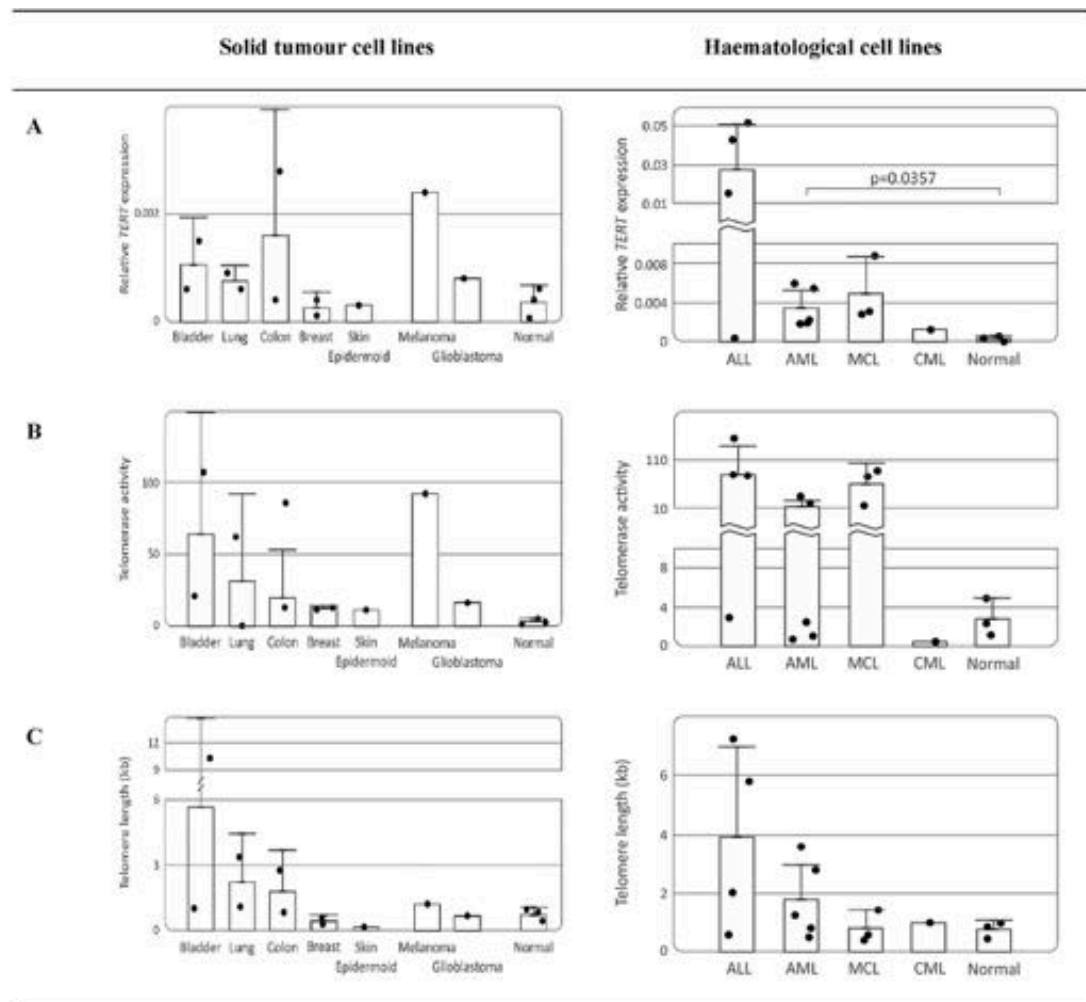 Solid tumour cell lines
Haematological cell lines
A
Relative TERT expression
0.002
0
Bladder Lung Colon Breast Skin Melanoma Normal
Epidermoid Glioblastoma
Relative TERT expression
0.05
0.03
0.01
p=0.0357
0.008
0.004
0
ALL AML MCL CML Normal
B
Telomerase activity
100
50
0
Bladder Lung Colon Breast Skin Melanoma Normal
Epidermoid Glioblastoma
Telomerase activity
110
10
8
4
0
ALL AML MCL CML Normal
C
Telomere length (kb)
12
9
6
3
0
Bladder Lung Colon Breast Skin Melanoma Normal
Epidermoid Glioblastoma
Telomere length (kb)
6
4
2
0
ALL AML MCL CML Normal